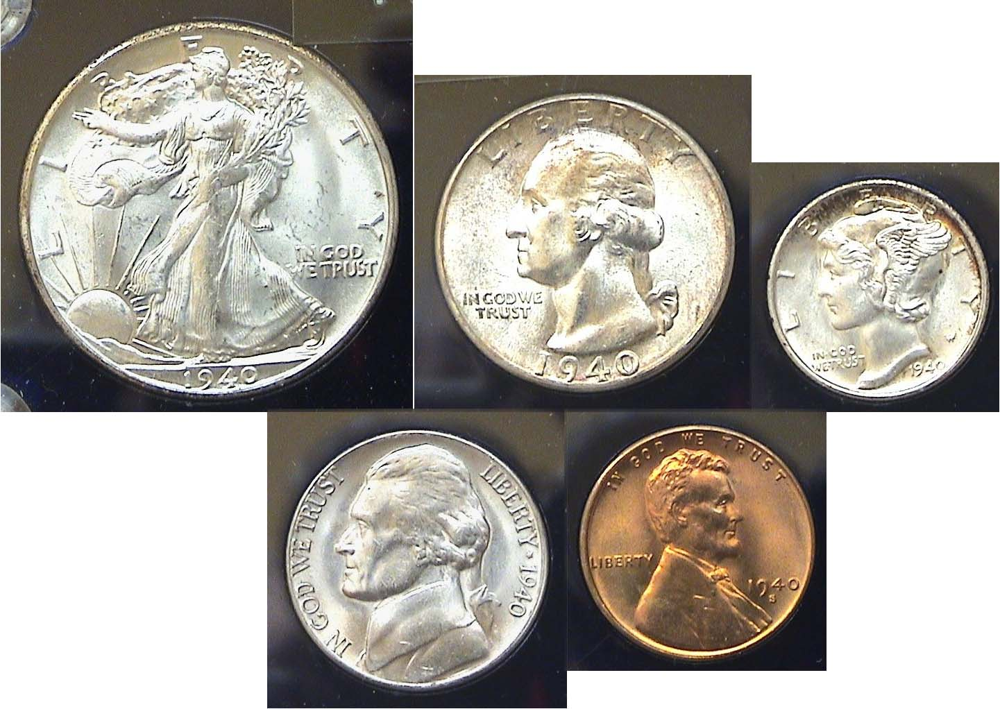 LIBERTY
IN GOD
WE TRUST
1940
LIBERTY
IN GOD WE
TRUST
1940
LIBERTY
IN GOD
WE TRUST
1940
IN GOD WE TRUST
LIBERTY · 1940
IN GOD WE TRUST
LIBERTY
1940
S